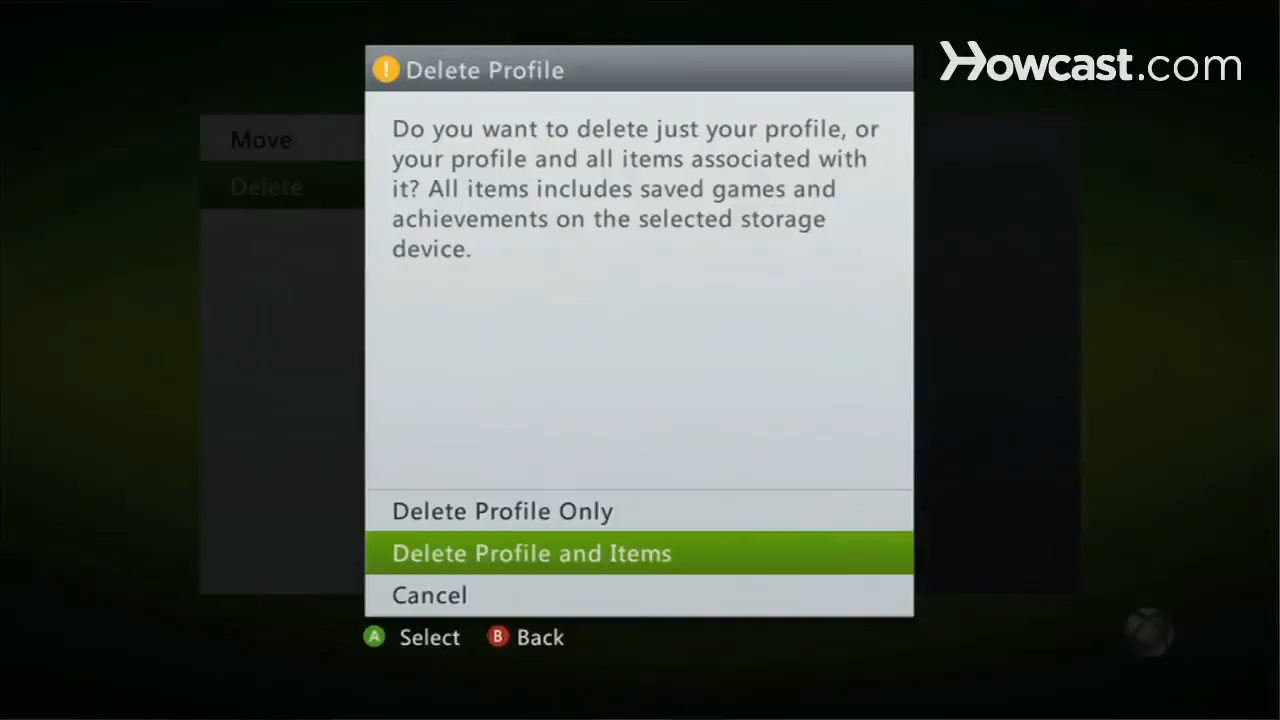 Howcast.com
! Delete Profile
Move
Delete
Do you want to delete just your profile, or
your profile and all items associated with
it? All items includes saved games and
achievements on the selected storage
device.
Delete Profile Only
Delete Profile and Items
Cancel
A Select B Back